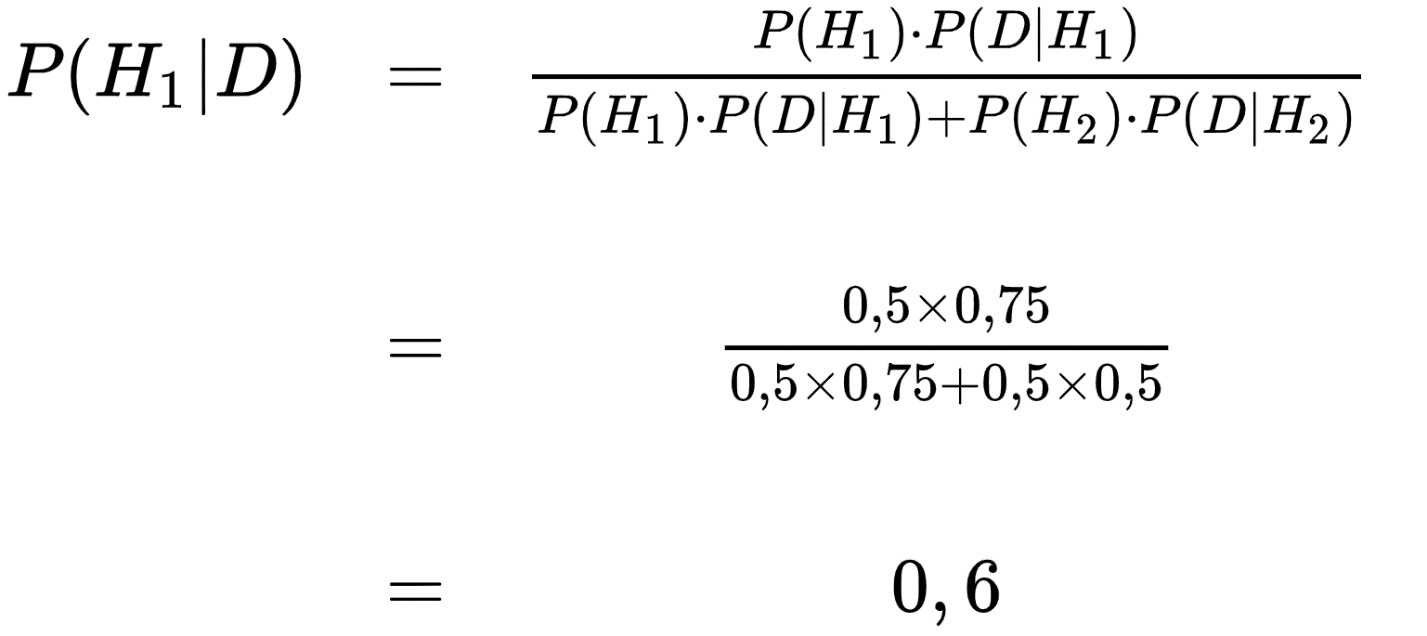 P(H₁|D) = P(H₁)·P(D|H₁) / P(H₁)·P(D|H₁)+P(H₂)·P(D|H₂)
= 0,5×0,75 / 0,5×0,75+0,5×0,5
= 0,6